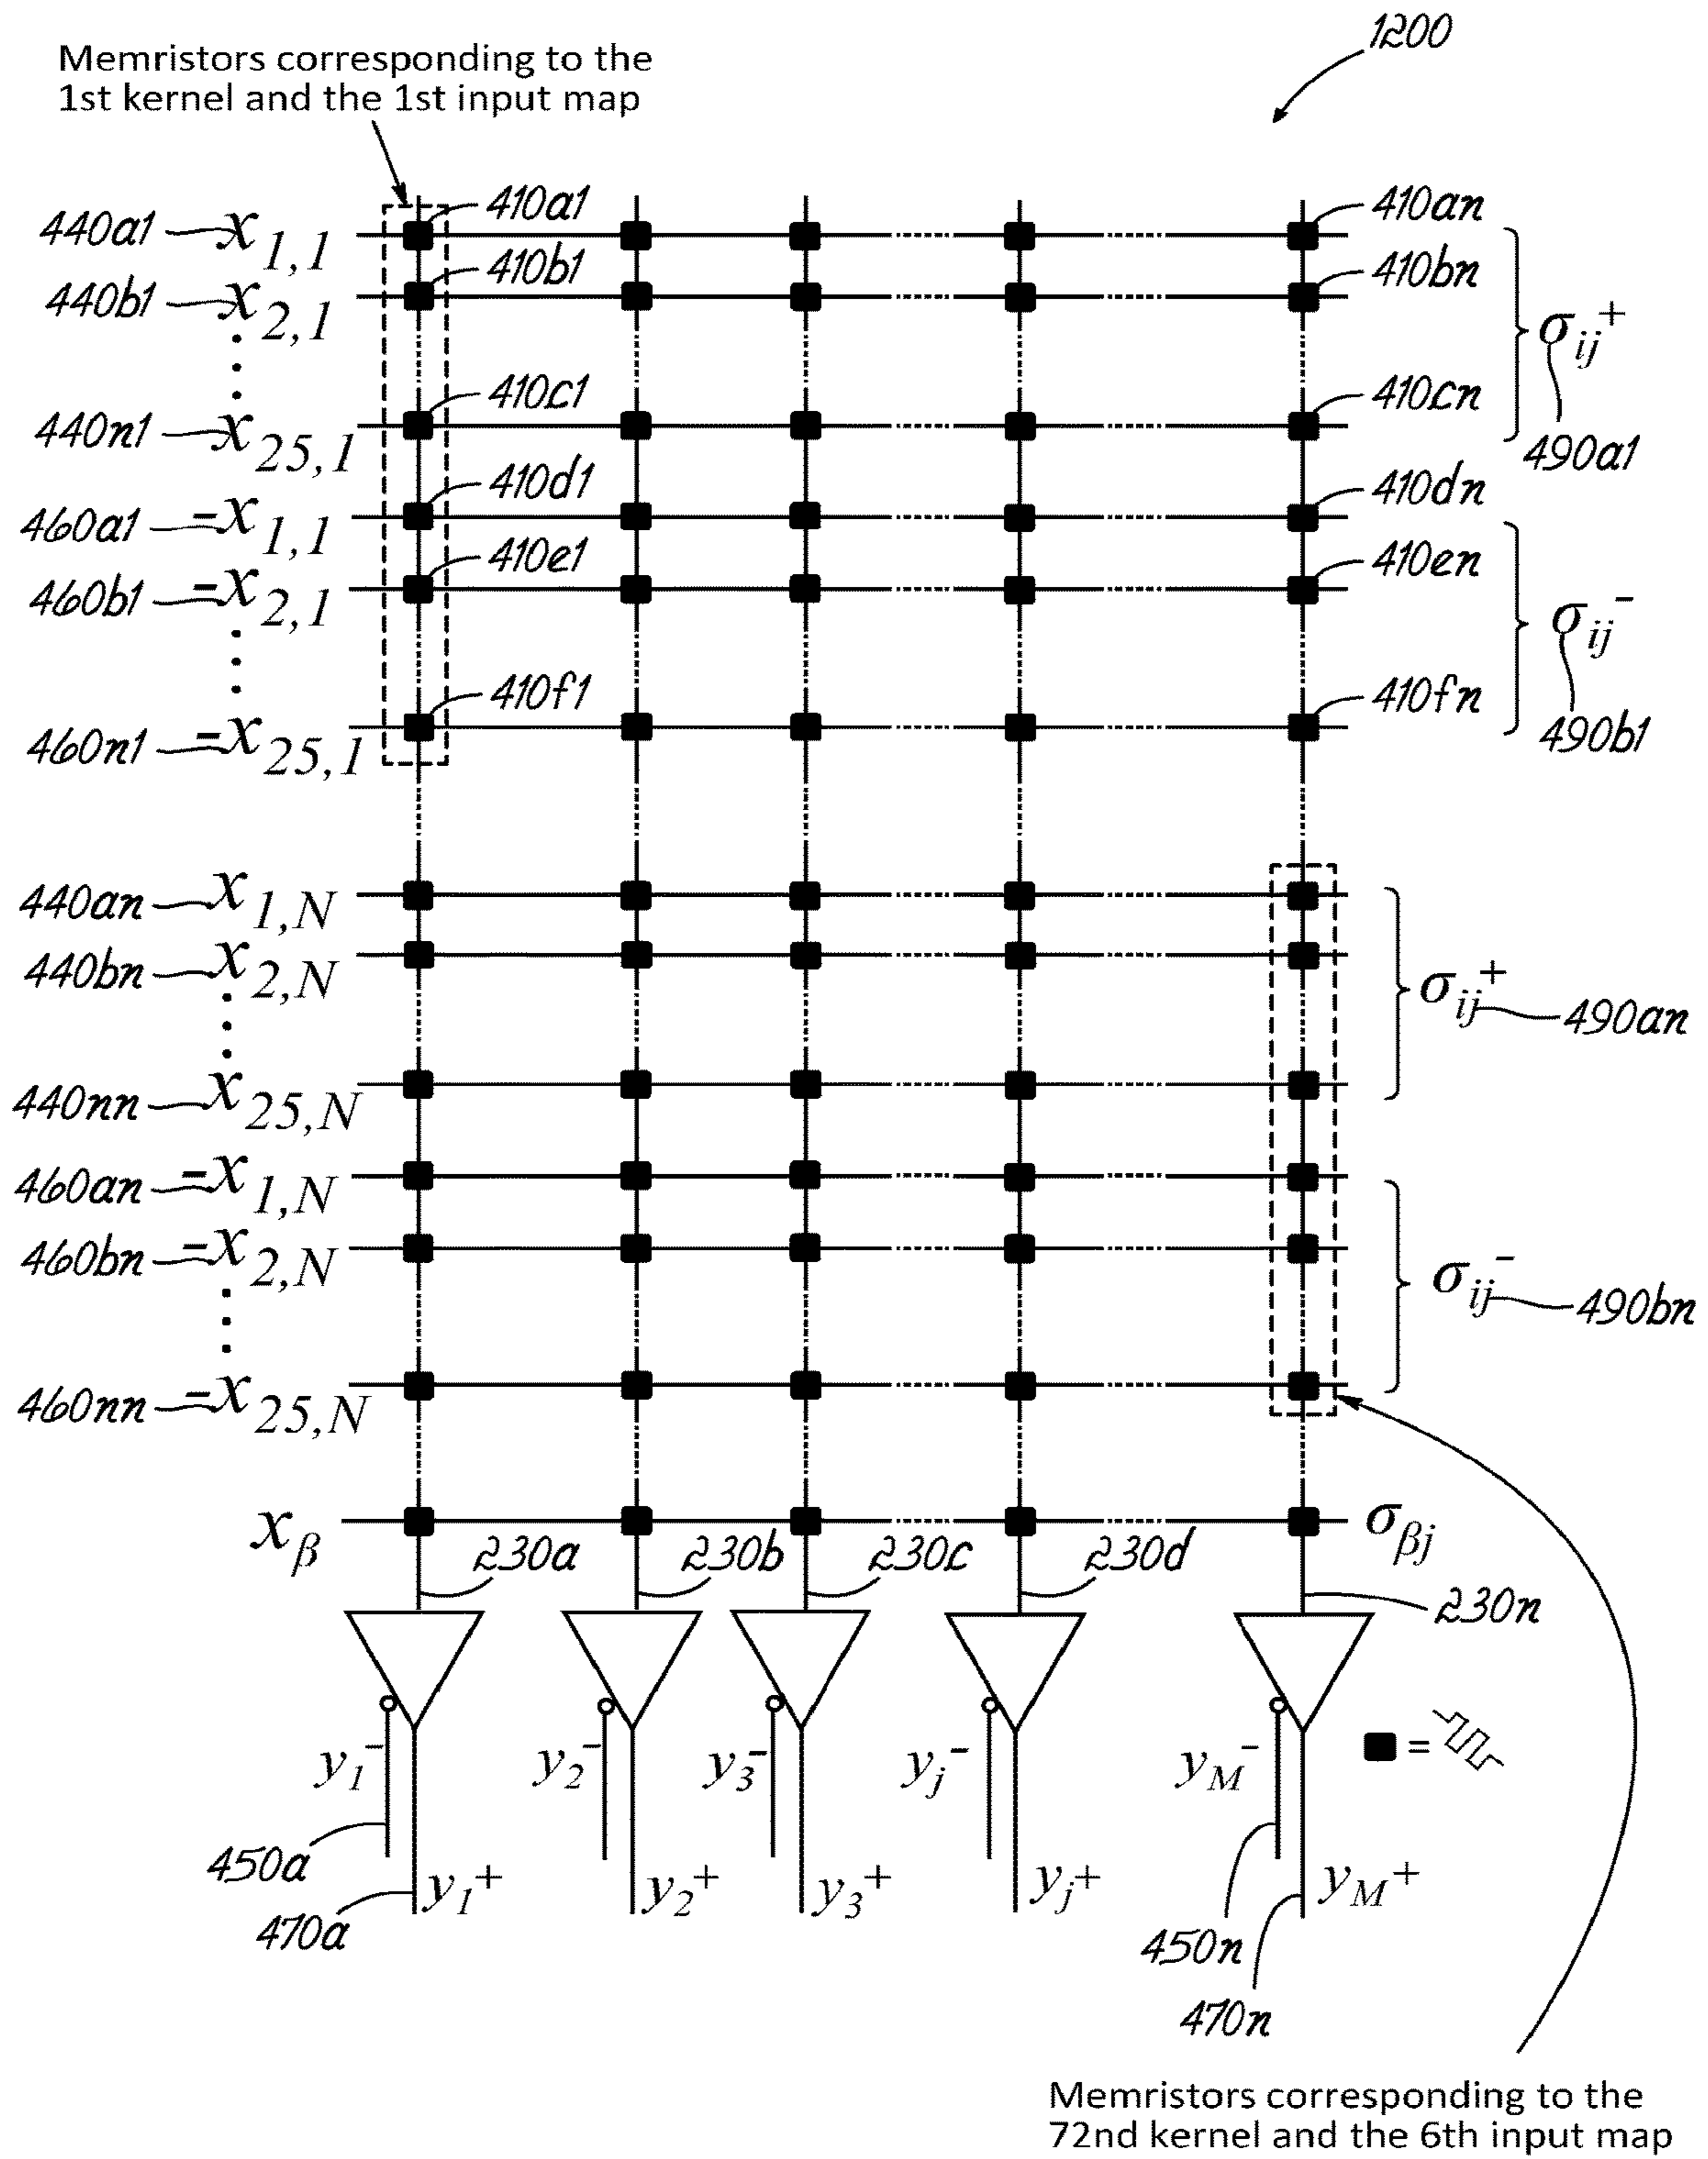 1200
Memristors corresponding to the
1st kernel and the 1st input map
440a1 x1,1 410a1 410an
440b1 x2,1 410b1 410bn
σij+
440n1 x25,1 410c1 410cn
490a1
460a1 -x1,1 410d1 410dn
460b1 -x2,1 410e1 410en
σij-
460n1 -x25,1 410f1 410fn
490b1
440an x1,N
440bn x2,N
σij+ 490an
440nn x25,N
460an -x1,N
460bn -x2,N
σij- 490bn
460nn -x25,N
xβ σβj
230a 230b 230c 230d
230n
y1- y2- y3- yj- yM- =
450a y1+ y2+ y3+ yj+ yM+
470a 450n
470n
Memristors corresponding to the
72nd kernel and the 6th input map